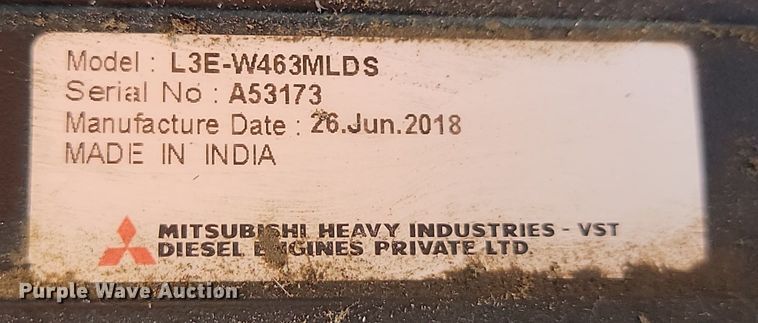 Model : L3E-W463MLDS
Serial No : A53173
Manufacture Date : 26.Jun.2018
MADE IN INDIA
MITSUBISHI HEAVY INDUSTRIES - VST
DIESEL ENGINES PRIVATE LTD.
Purple Wave Auction